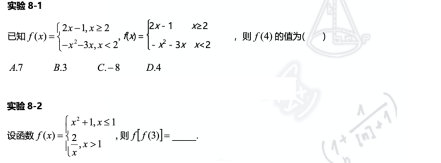 实验 8-1
已知 f(x)={2x−1, x≥2
−x²−3x, x<2 , f(x)={2x - 1 x≥2
- x² - 3x x<2 , 则 f(4) 的值为( )
A.7 B.3 C.−8 D.4
实验 8-2
设函数 f(x)={x²+1, x≤1
2/x, x>1 , 则 f[f(3)]=_____.